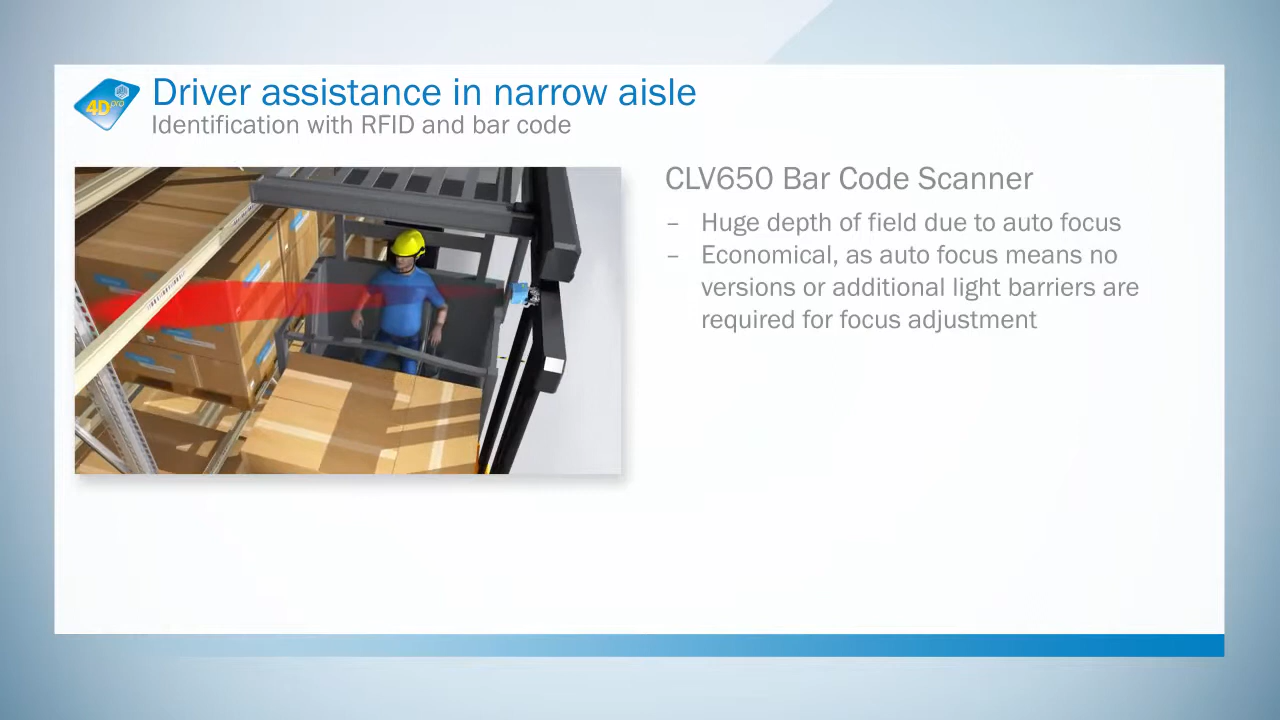 4Dpro
Driver assistance in narrow aisle
Identification with RFID and bar code
CLV650 Bar Code Scanner
– Huge depth of field due to auto focus
– Economical, as auto focus means no
versions or additional light barriers are
required for focus adjustment